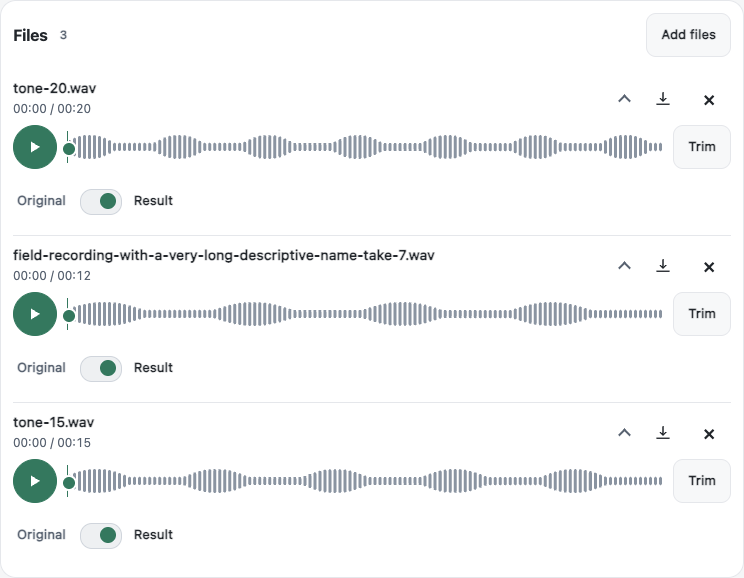 Files 3 Add files
tone-20.wav
00:00 / 00:20
Trim
Original Result
field-recording-with-a-very-long-descriptive-name-take-7.wav
00:00 / 00:12
Trim
Original Result
tone-15.wav
00:00 / 00:15
Trim
Original Result